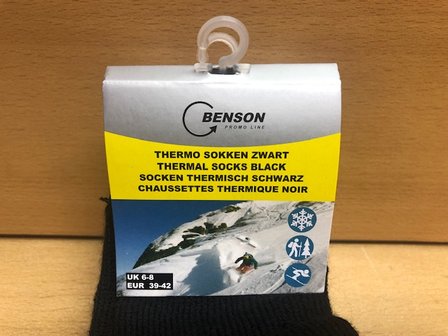 BENSON
PROMO LINE
THERMO SOKKEN ZWART
THERMAL SOCKS BLACK
SOCKEN THERMISCH SCHWARZ
CHAUSSETTES THERMIQUE NOIR
UK 6-8
EUR 39-42